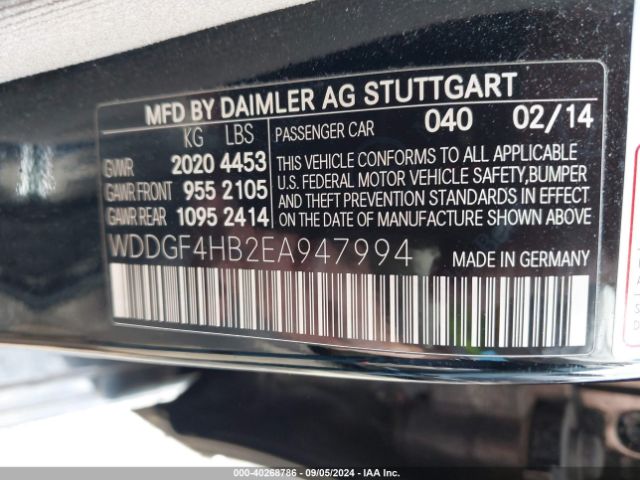 MFD BY DAIMLER AG STUTTGART
KG LBS
GWR 2020 4453
GAWR FRONT 955 2105
GAWR REAR 1095 2414
PASSENGER CAR 040 02/14
THIS VEHICLE CONFORMS TO ALL APPLICABLE
U.S. FEDERAL MOTOR VEHICLE SAFETY,BUMPER
AND THEFT PREVENTION STANDARDS IN EFFECT
ON THE DATE OF MANUFACTURE SHOWN ABOVE
WDDGF4HB2EA947994
MADE IN GERMANY
000-40268786 - 09/05/2024 - IAA Inc.